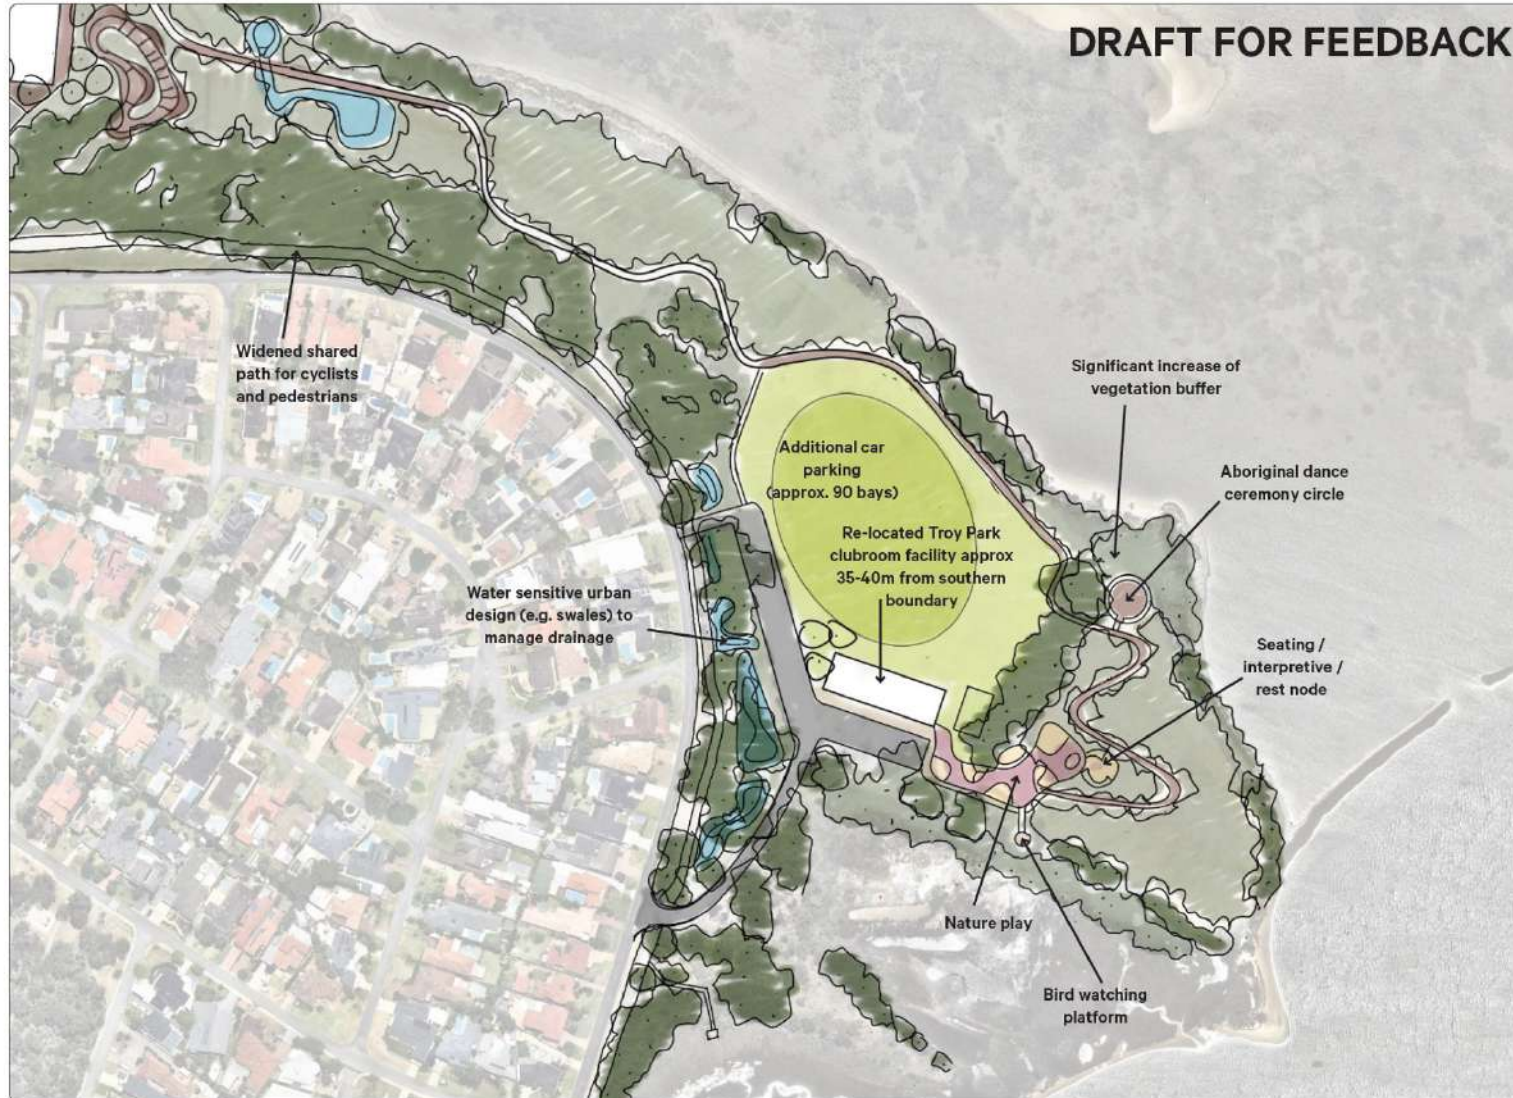 DRAFT FOR FEEDBACK
Widened shared
path for cyclists
and pedestrians
Significant increase of
vegetation buffer
Additional car
parking
(approx. 90 bays)
Aboriginal dance
ceremony circle
Re-located Troy Park
clubroom facility approx
35-40m from southern
boundary
Water sensitive urban
design (e.g. swales) to
manage drainage
Seating /
interpretive /
rest node
Nature play
Bird watching
platform